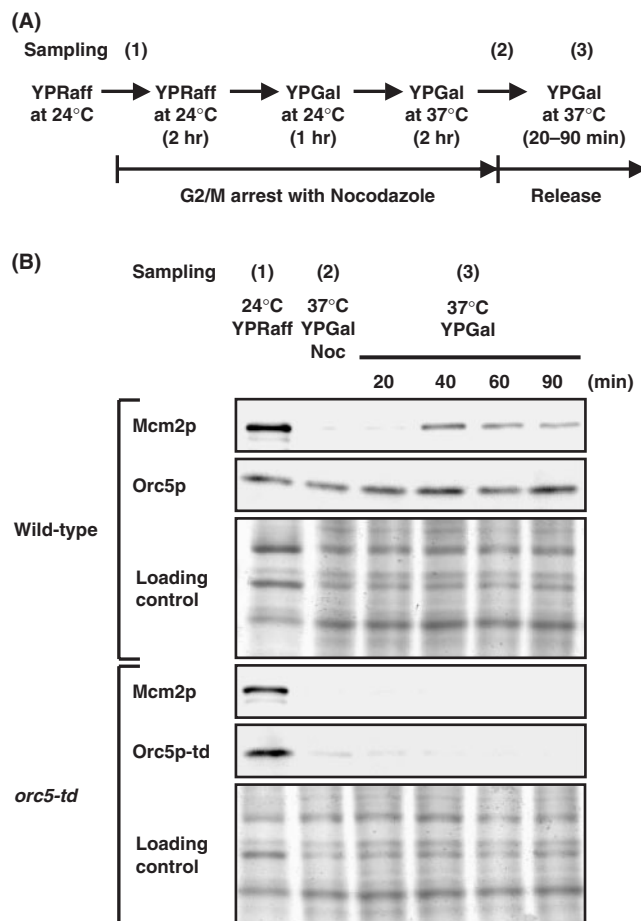 (A)
Sampling (1) (2) (3)
YPRaff YPRaff YPGal YPGal YPGal
at 24°C at 24°C at 24°C at 37°C at 37°C
(2 hr) (1 hr) (2 hr) (20–90 min)
G2/M arrest with Nocodazole Release
(B)
Sampling (1) (2) (3)
24°C 37°C 37°C
YPRaff YPGal YPGal
Noc
20 40 60 90 (min)
Mcm2p
Orc5p
Wild-type
Loading
control
Mcm2p
Orc5p-td
orc5-td
Loading
control